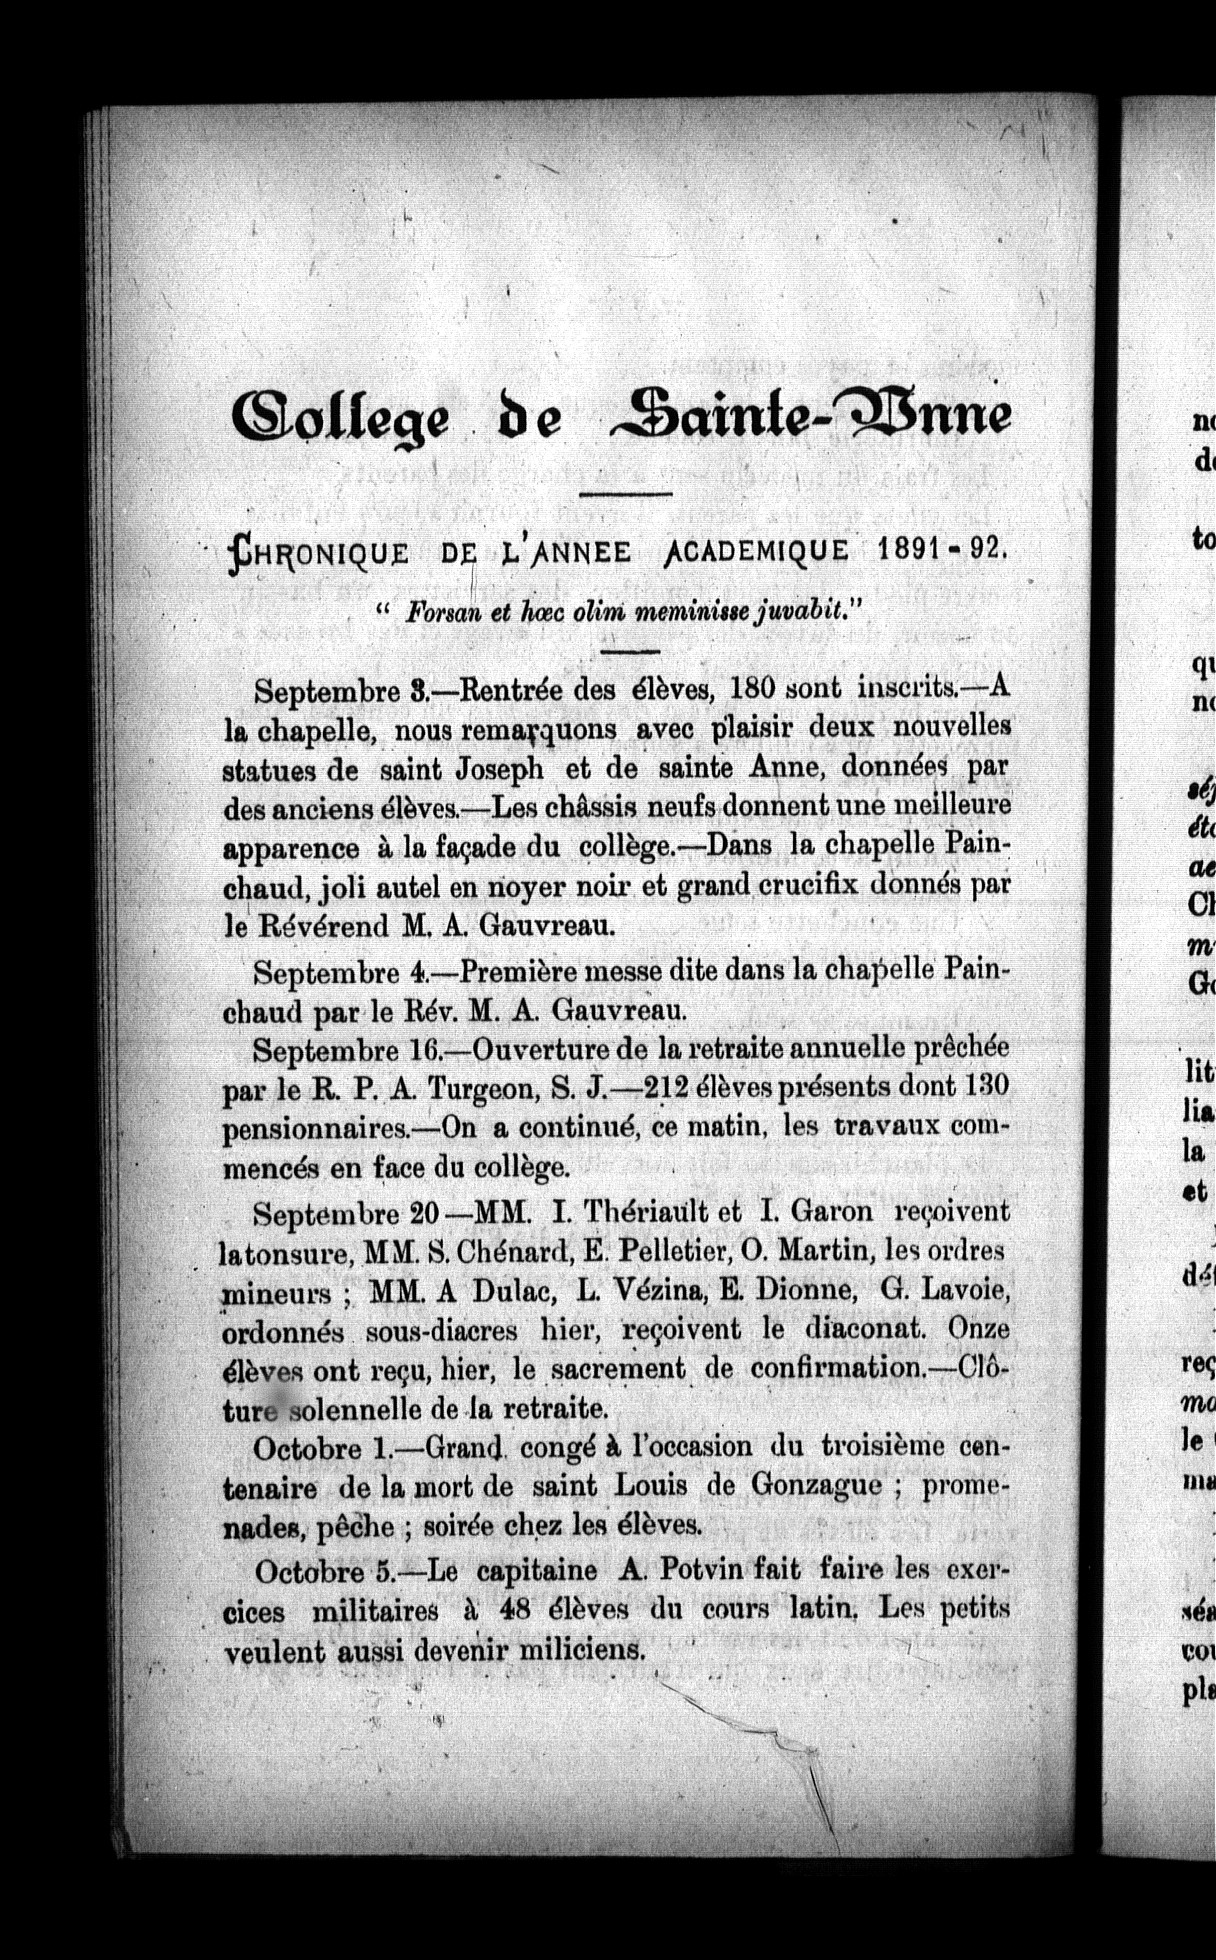 College de Sainte-Anne
CHRONIQUE DE L'ANNEE ACADEMIQUE 1891-92.
“ Forsan et hœc olim meminisse juvabit.”
Septembre 3.—Rentrée des élèves, 180 sont inscrits.—A
la chapelle, nous remarquons avec plaisir deux nouvelles
statues de saint Joseph et de sainte Anne, données par
des anciens élèves.—Les châssis neufs donnent une meilleure
apparence à la façade du collège.—Dans la chapelle Pain-
chaud, joli autel en noyer noir et grand crucifix donnés par
le Révérend M. A. Gauvreau.
Septembre 4.—Première messe dite dans la chapelle Pain-
chaud par le Rév. M. A. Gauvreau.
Septembre 16.—Ouverture de la retraite annuelle prêchée
par le R. P. A. Turgeon, S. J.—212 élèves présents dont 130
pensionnaires.—On a continué, ce matin, les travaux com-
mencés en face du collège.
Septembre 20—MM. I. Thériault et I. Garon reçoivent
la tonsure, MM. S. Chénard, E. Pelletier, O. Martin, les ordres
mineurs ; MM. A Dulac, L. Vézina, E. Dionne, G. Lavoie,
ordonnés sous-diacres hier, reçoivent le diaconat. Onze
élèves ont reçu, hier, le sacrement de confirmation.—Clô-
ture solennelle de la retraite.
Octobre 1.—Grand congé à l'occasion du troisième cen-
tenaire de la mort de saint Louis de Gonzague ; prome-
nades, pêche ; soirée chez les élèves.
Octobre 5.—Le capitaine A. Potvin fait faire les exer-
cices militaires à 48 élèves du cours latin. Les petits
veulent aussi devenir miliciens.